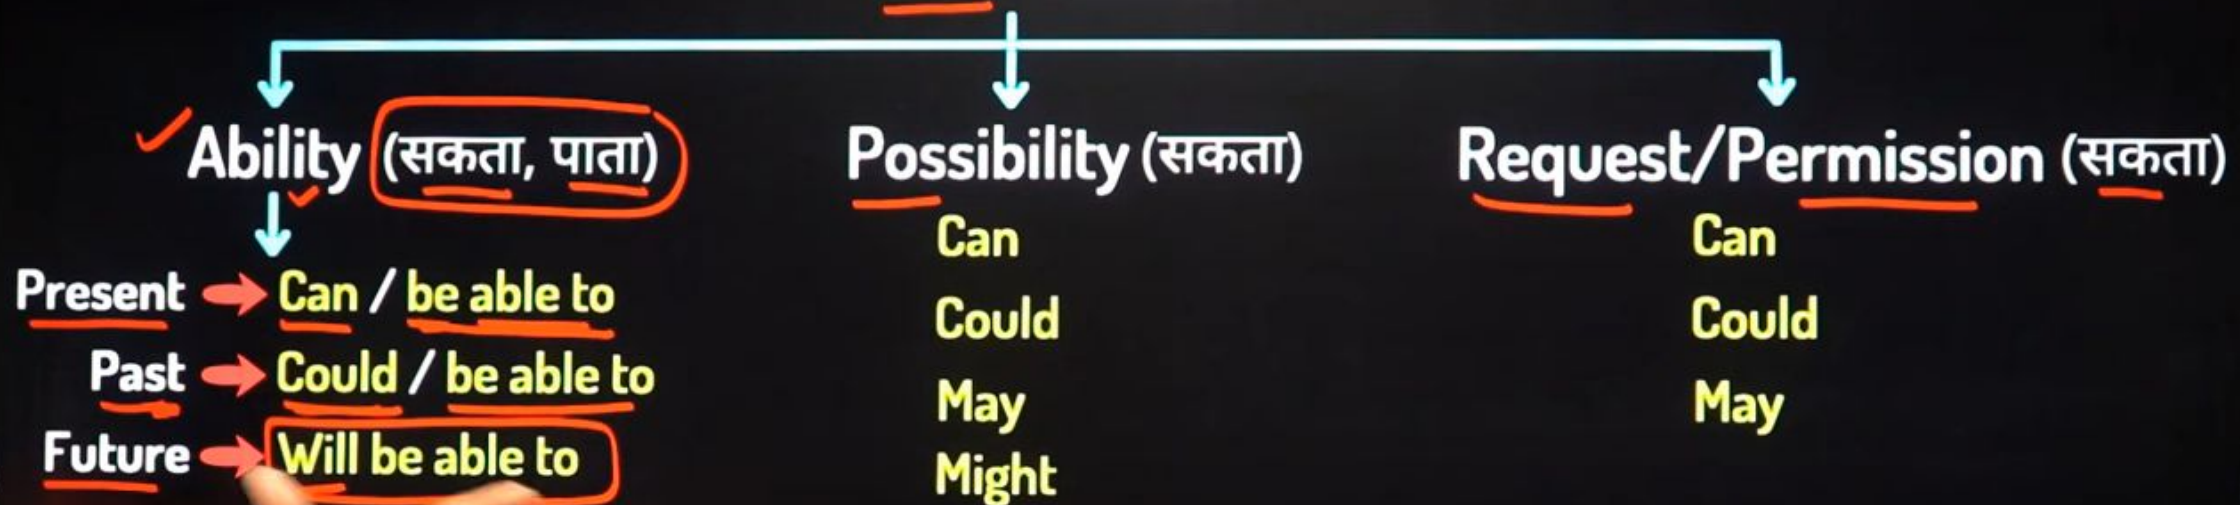 Ability (सकता, पाता)
Present Can / be able to
Past Could / be able to
Future Will be able to
Possibility (सकता)
Can
Could
May
Might
Request/Permission (सकता)
Can
Could
May